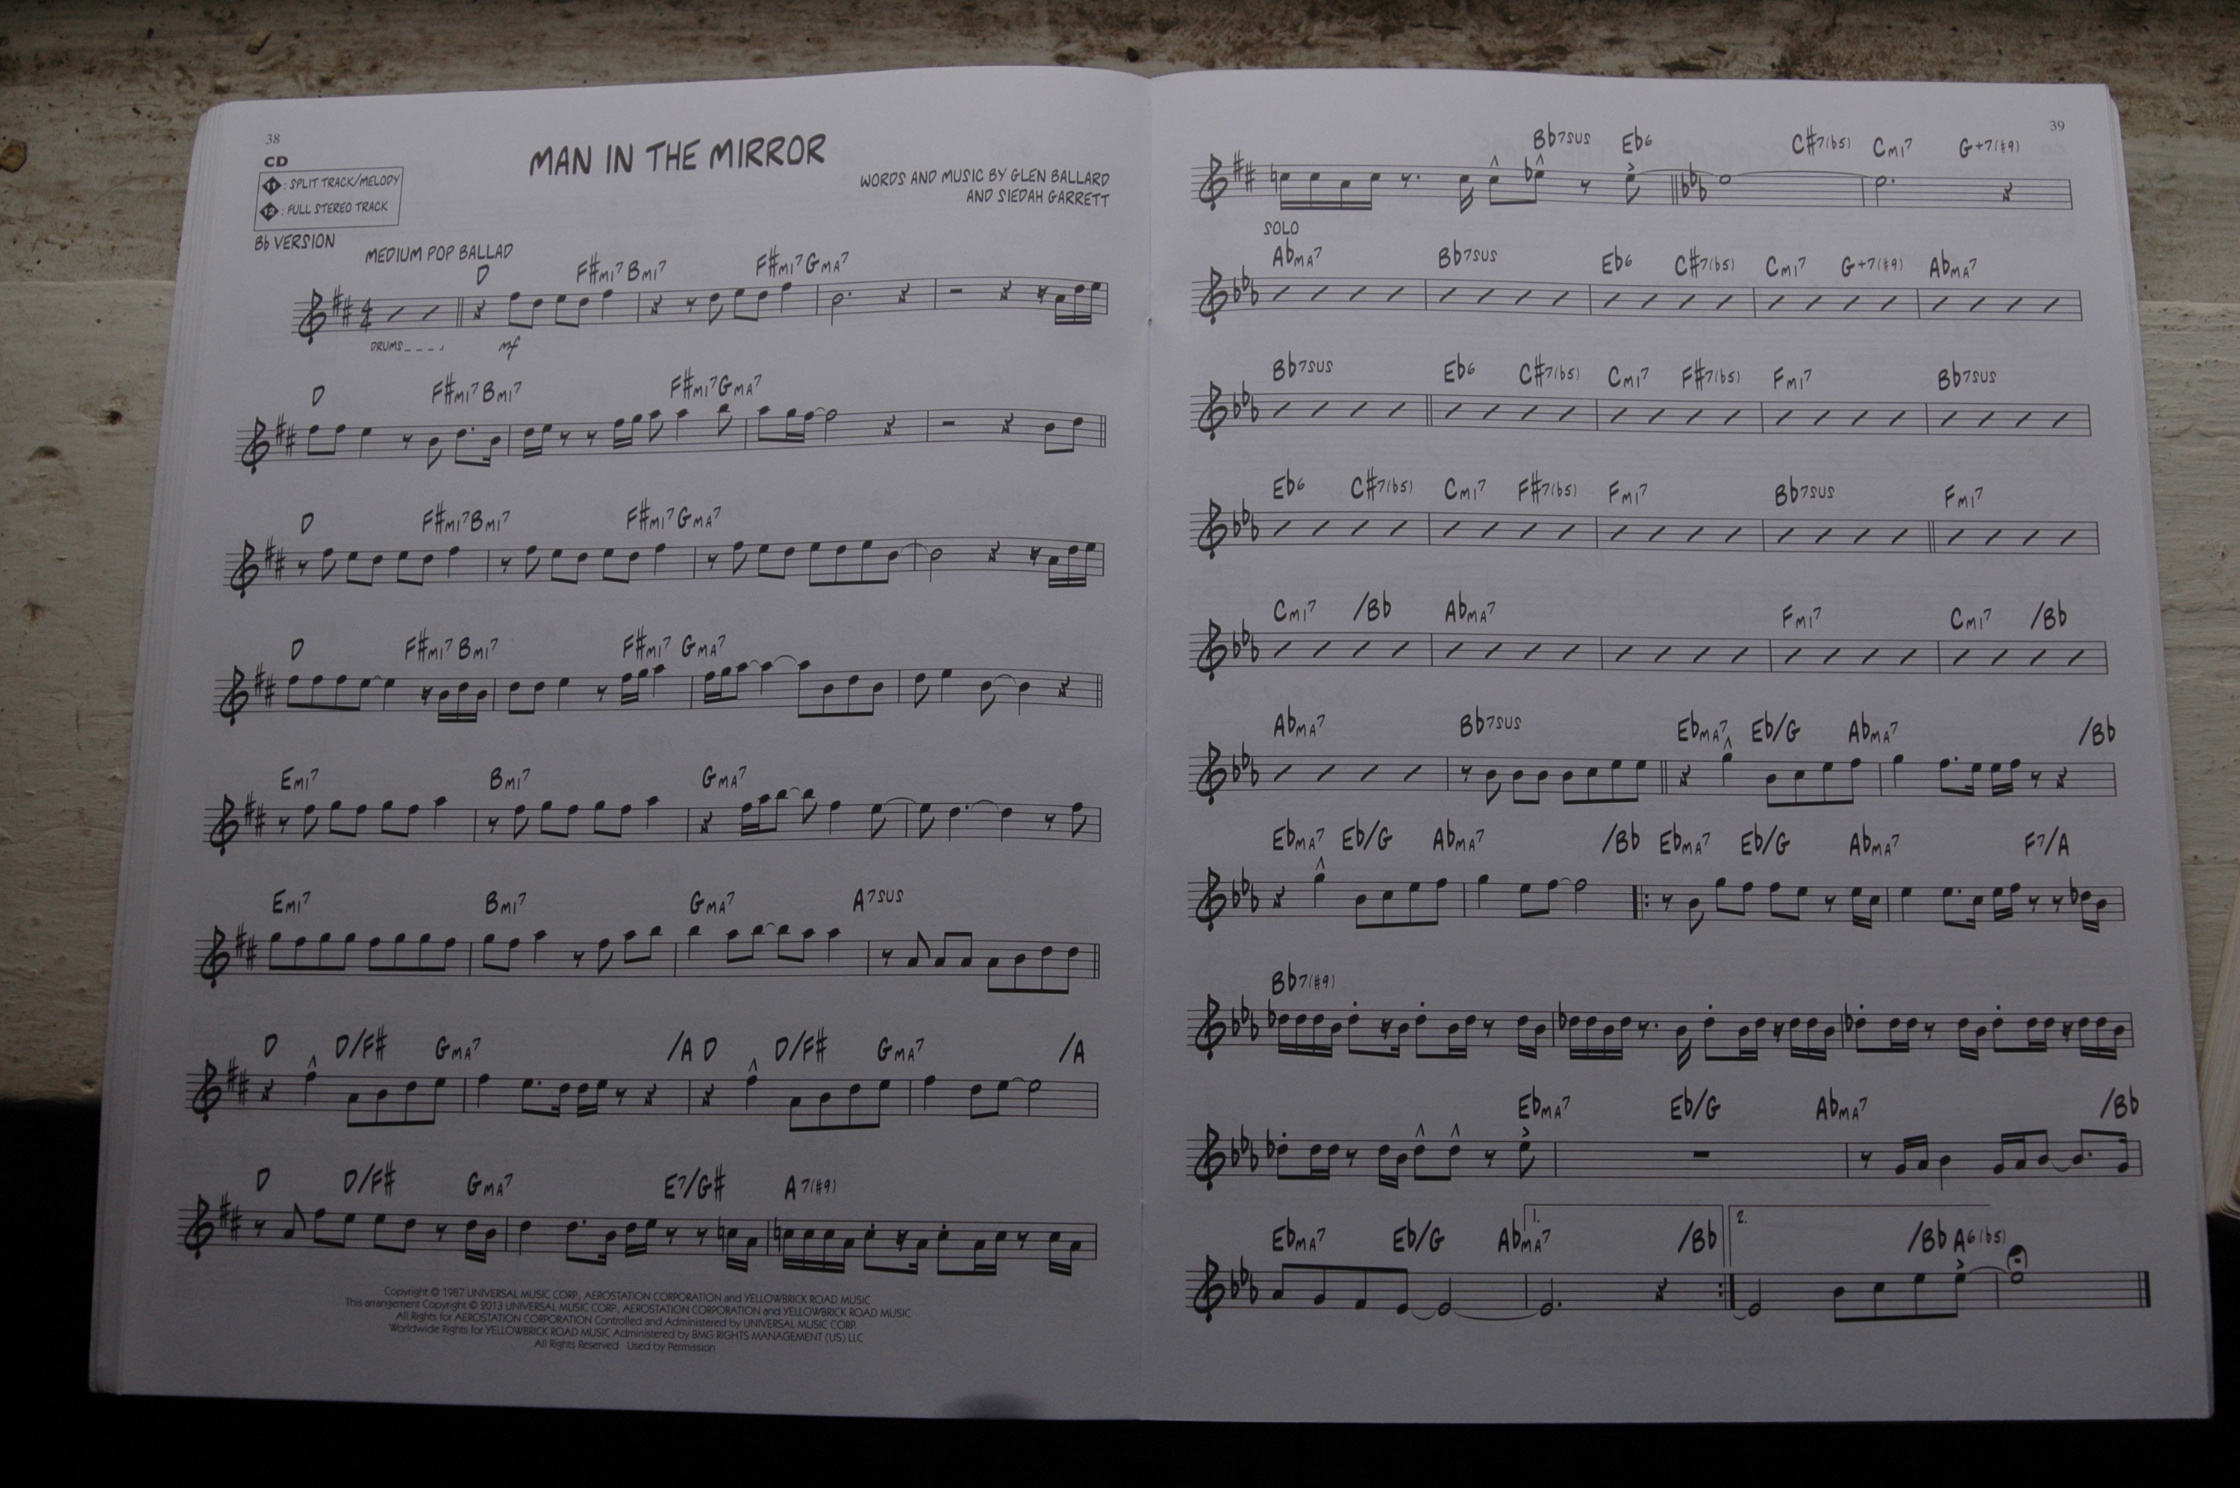 38
CD
11 : SPLIT TRACK/MELODY
12 : FULL STEREO TRACK
Bb VERSION
MAN IN THE MIRROR
WORDS AND MUSIC BY GLEN BALLARD
AND SIEDAH GARRETT
MEDIUM POP BALLAD
D F#MI7 BMI7 F#MI7 GMA7
DRUMS mf
D F#MI7 BMI7 F#MI7 GMA7
D F#MI7 BMI7 F#MI7 GMA7
D F#MI7 BMI7 F#MI7 GMA7
EMI7 BMI7 GMA7
EMI7 BMI7 GMA7 A7SUS
D D/F# GMA7 /A D D/F# GMA7 /A
D D/F# GMA7 E7/G# A7(#9)
Copyright © 1987 UNIVERSAL MUSIC CORP., AEROSTATION CORPORATION and YELLOWBRICK ROAD MUSIC
This arrangement Copyright © 2013 UNIVERSAL MUSIC CORP., AEROSTATION CORPORATION and YELLOWBRICK ROAD MUSIC
All Rights for AEROSTATION CORPORATION Controlled and Administered by UNIVERSAL MUSIC CORP.
Worldwide Rights for YELLOWBRICK ROAD MUSIC Administered by BMG RIGHTS MANAGEMENT (US) LLC
All Rights Reserved Used by Permission
39
Bb7SUS Eb6 C#7(b5) CMI7 G+7(#9)
SOLO
AbMA7 Bb7SUS Eb6 C#7(b5) CMI7 G+7(#9) AbMA7
Bb7SUS Eb6 C#7(b5) CMI7 F#7(b5) FMI7 Bb7SUS
Eb6 C#7(b5) CMI7 F#7(b5) FMI7 Bb7SUS FMI7
CMI7 /Bb AbMA7 FMI7 CMI7 /Bb
AbMA7 Bb7SUS EbMA7 Eb/G AbMA7 /Bb
EbMA7 Eb/G AbMA7 /Bb EbMA7 Eb/G AbMA7 F7/A
Bb7(#9)
EbMA7 Eb/G AbMA7 /Bb
EbMA7 Eb/G AbMA7 1. /Bb 2. /Bb A6(b5)